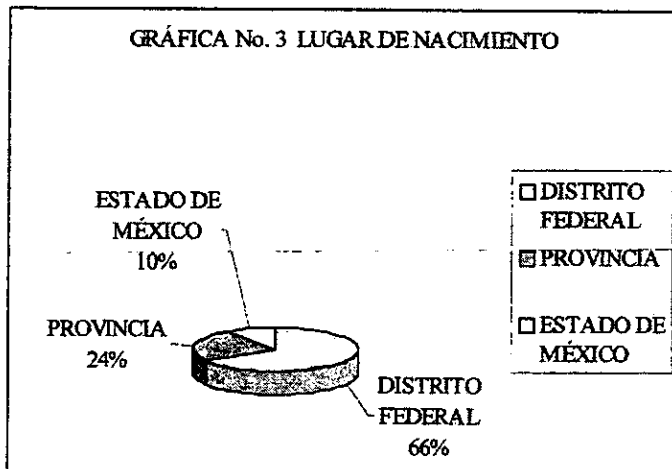 GRÁFICA No. 3 LUGAR DE NACIMIENTO
ESTADO DE
MÉXICO
10%
PROVINCIA
24%
DISTRITO
FEDERAL
66%
DISTRITO
FEDERAL
PROVINCIA
ESTADO DE
MÉXICO